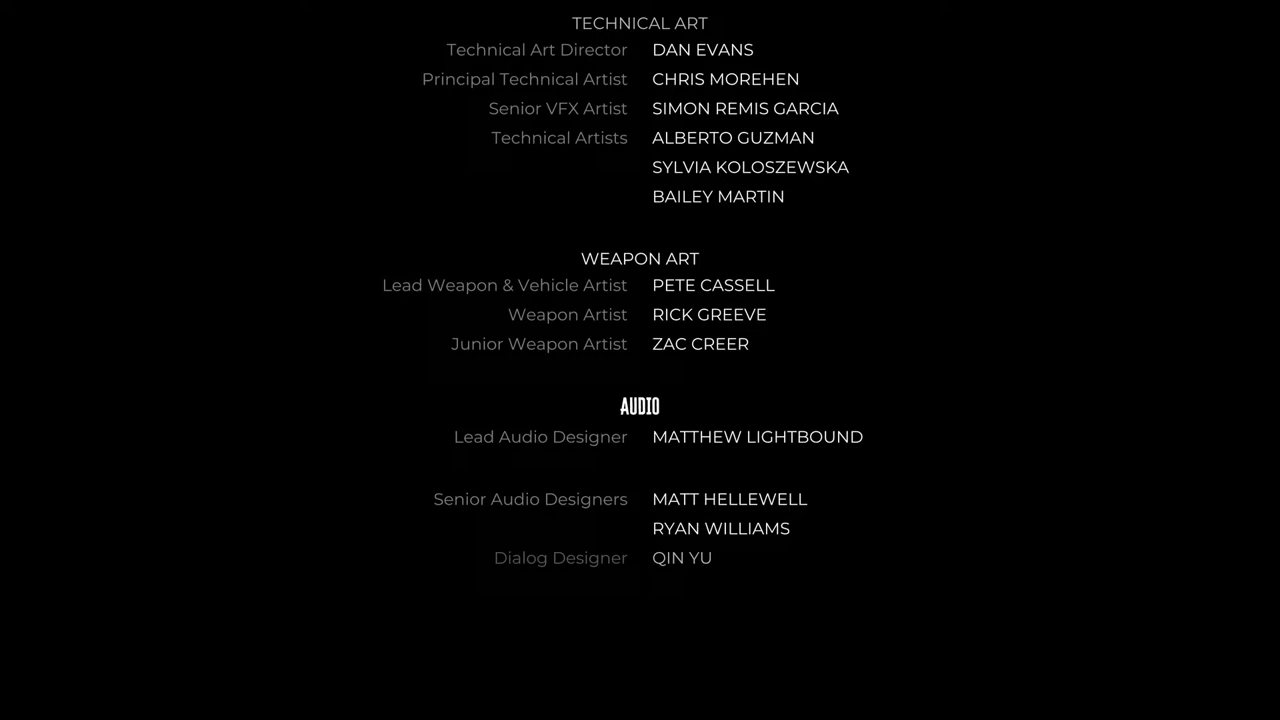 TECHNICAL ART
Technical Art Director DAN EVANS
Principal Technical Artist CHRIS MOREHEN
Senior VFX Artist SIMON REMIS GARCIA
Technical Artists ALBERTO GUZMAN
SYLVIA KOLOSZEWSKA
BAILEY MARTIN
WEAPON ART
Lead Weapon & Vehicle Artist PETE CASSELL
Weapon Artist RICK GREEVE
Junior Weapon Artist ZAC CREER
AUDIO
Lead Audio Designer MATTHEW LIGHTBOUND
Senior Audio Designers MATT HELLEWELL
RYAN WILLIAMS
Dialog Designer QIN YU